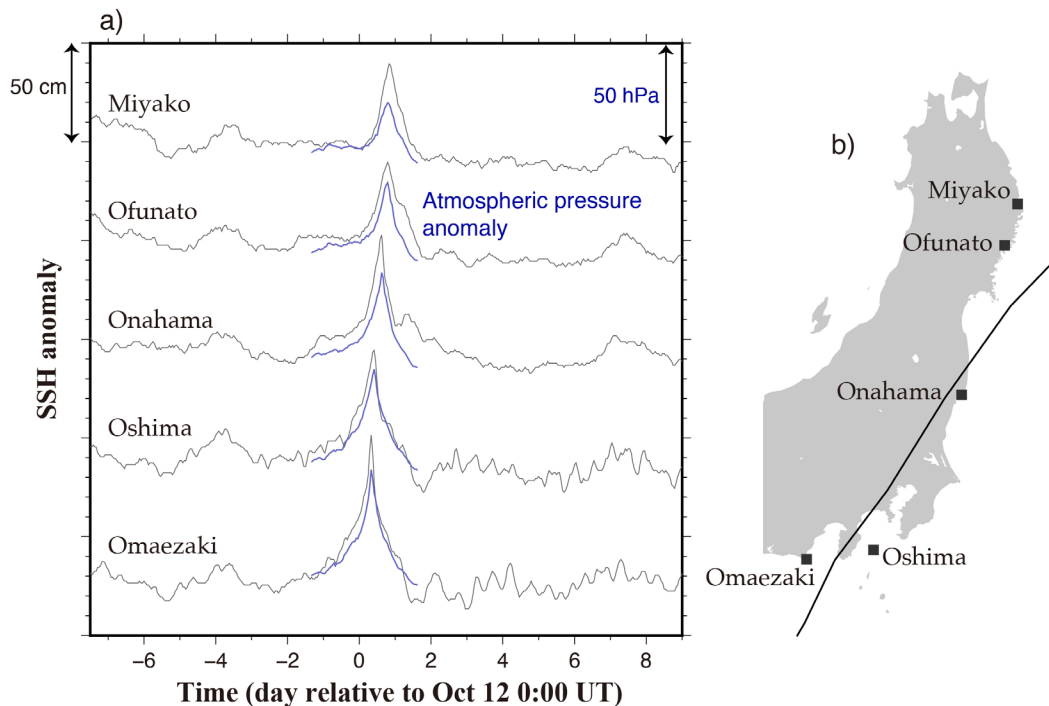 a)
50 cm
50 hPa
Miyako
Ofunato
Atmospheric pressure
anomaly
Onahama
Oshima
Omaezaki
SSH anomaly
−6 −4 −2 0 2 4 6 8
Time (day relative to Oct 12 0:00 UT)
b)
Miyako
Ofunato
Onahama
Oshima
Omaezaki